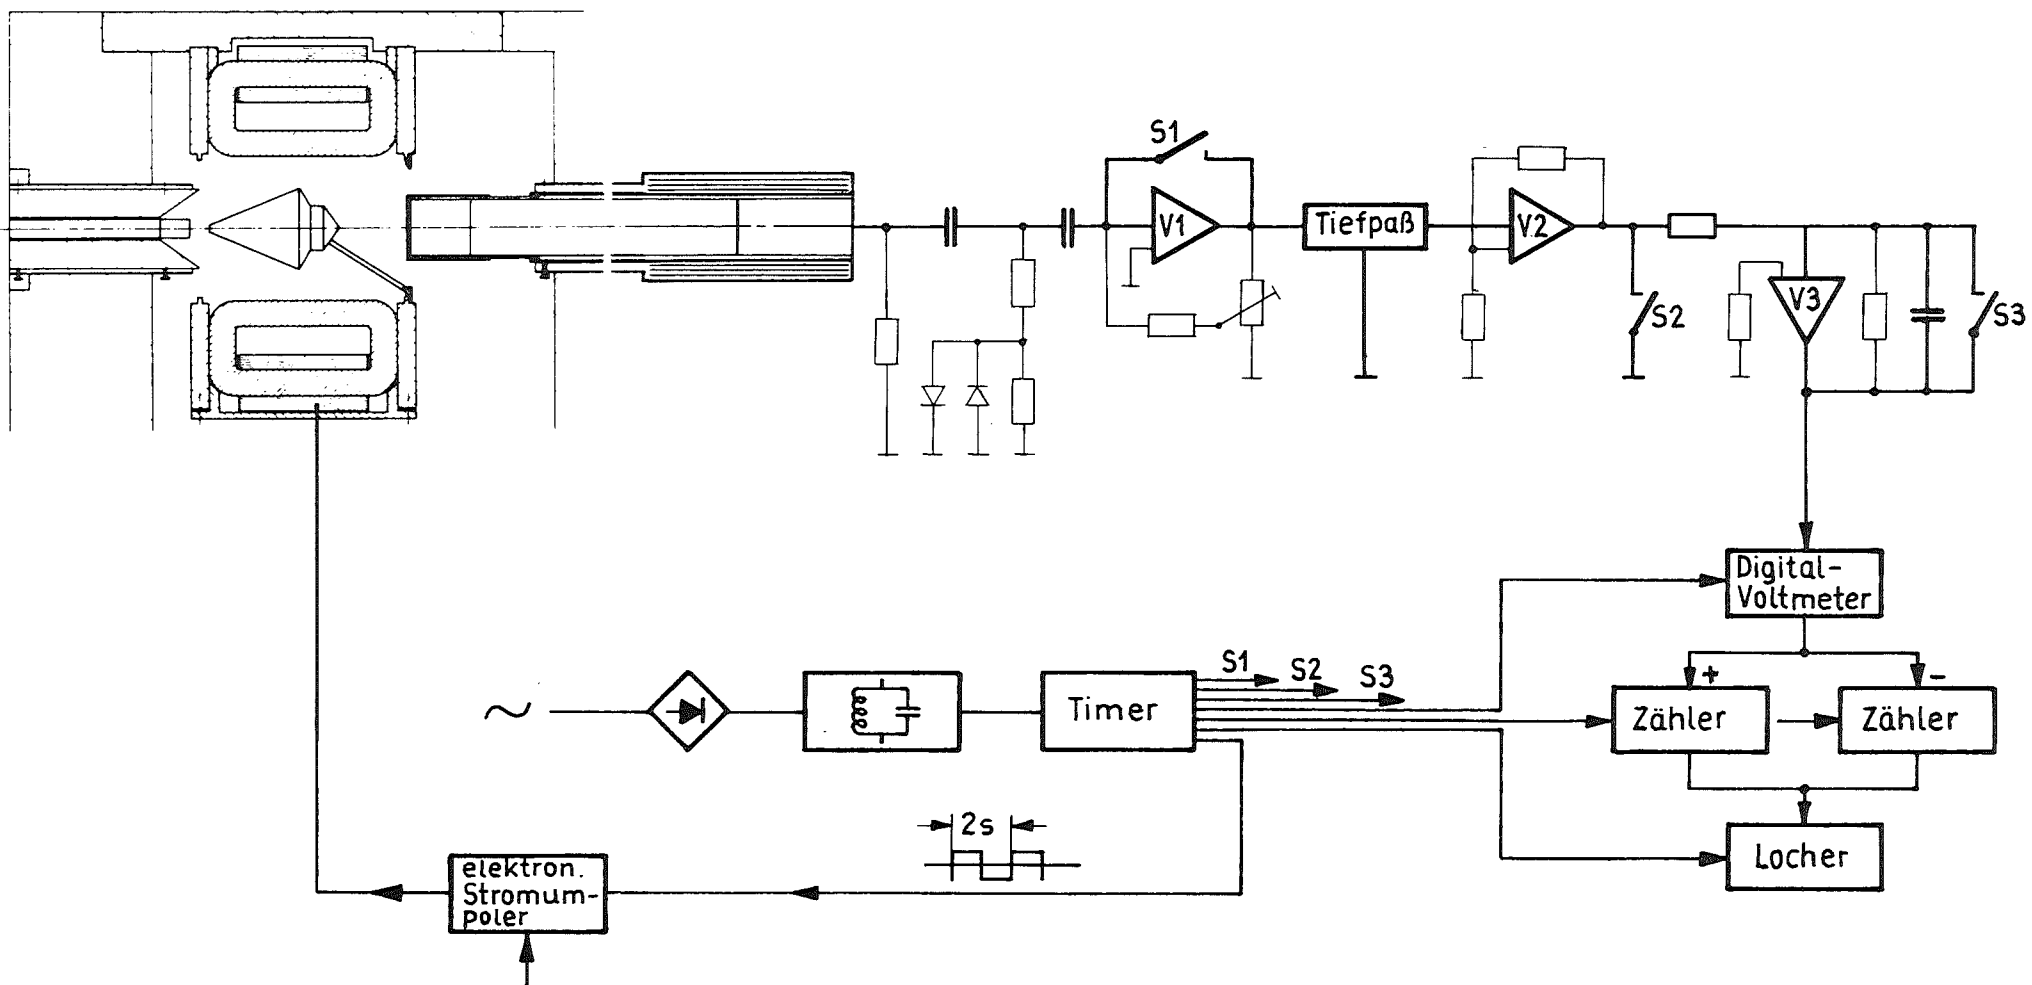 S1
V1
Tiefpaß
V2
S2
V3
S3
Digital-
Voltmeter
S1
S2
S3
Timer
+
-
Zähler
Zähler
2s
Locher
elektron.
Stromum-
poler